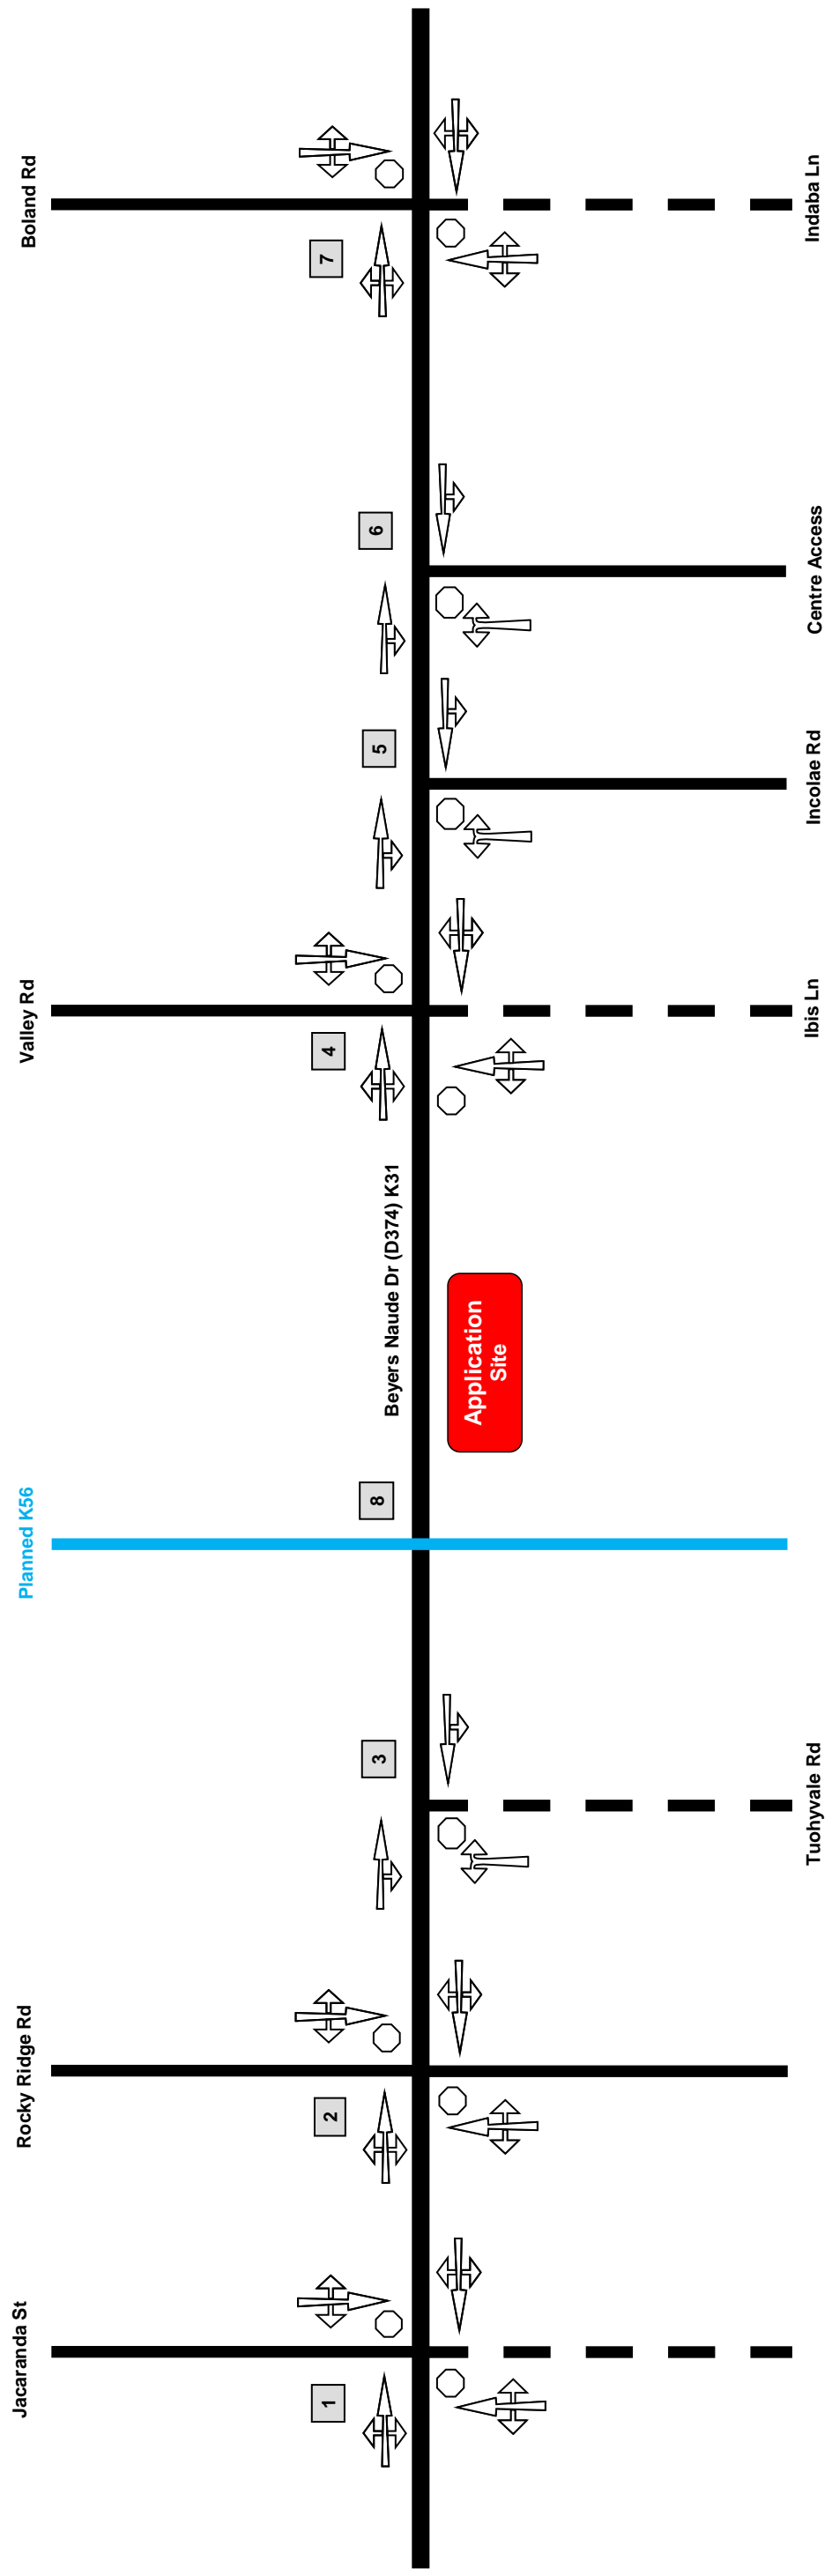 Jacaranda St
Rocky Ridge Rd
Planned K56
Valley Rd
Boland Rd
1
2
3
8
4
5
6
7
Beyers Naude Dr (D374) K31
Application
Site
Tuohyvale Rd
Ibis Ln
Incolae Rd
Centre Access
Indaba Ln